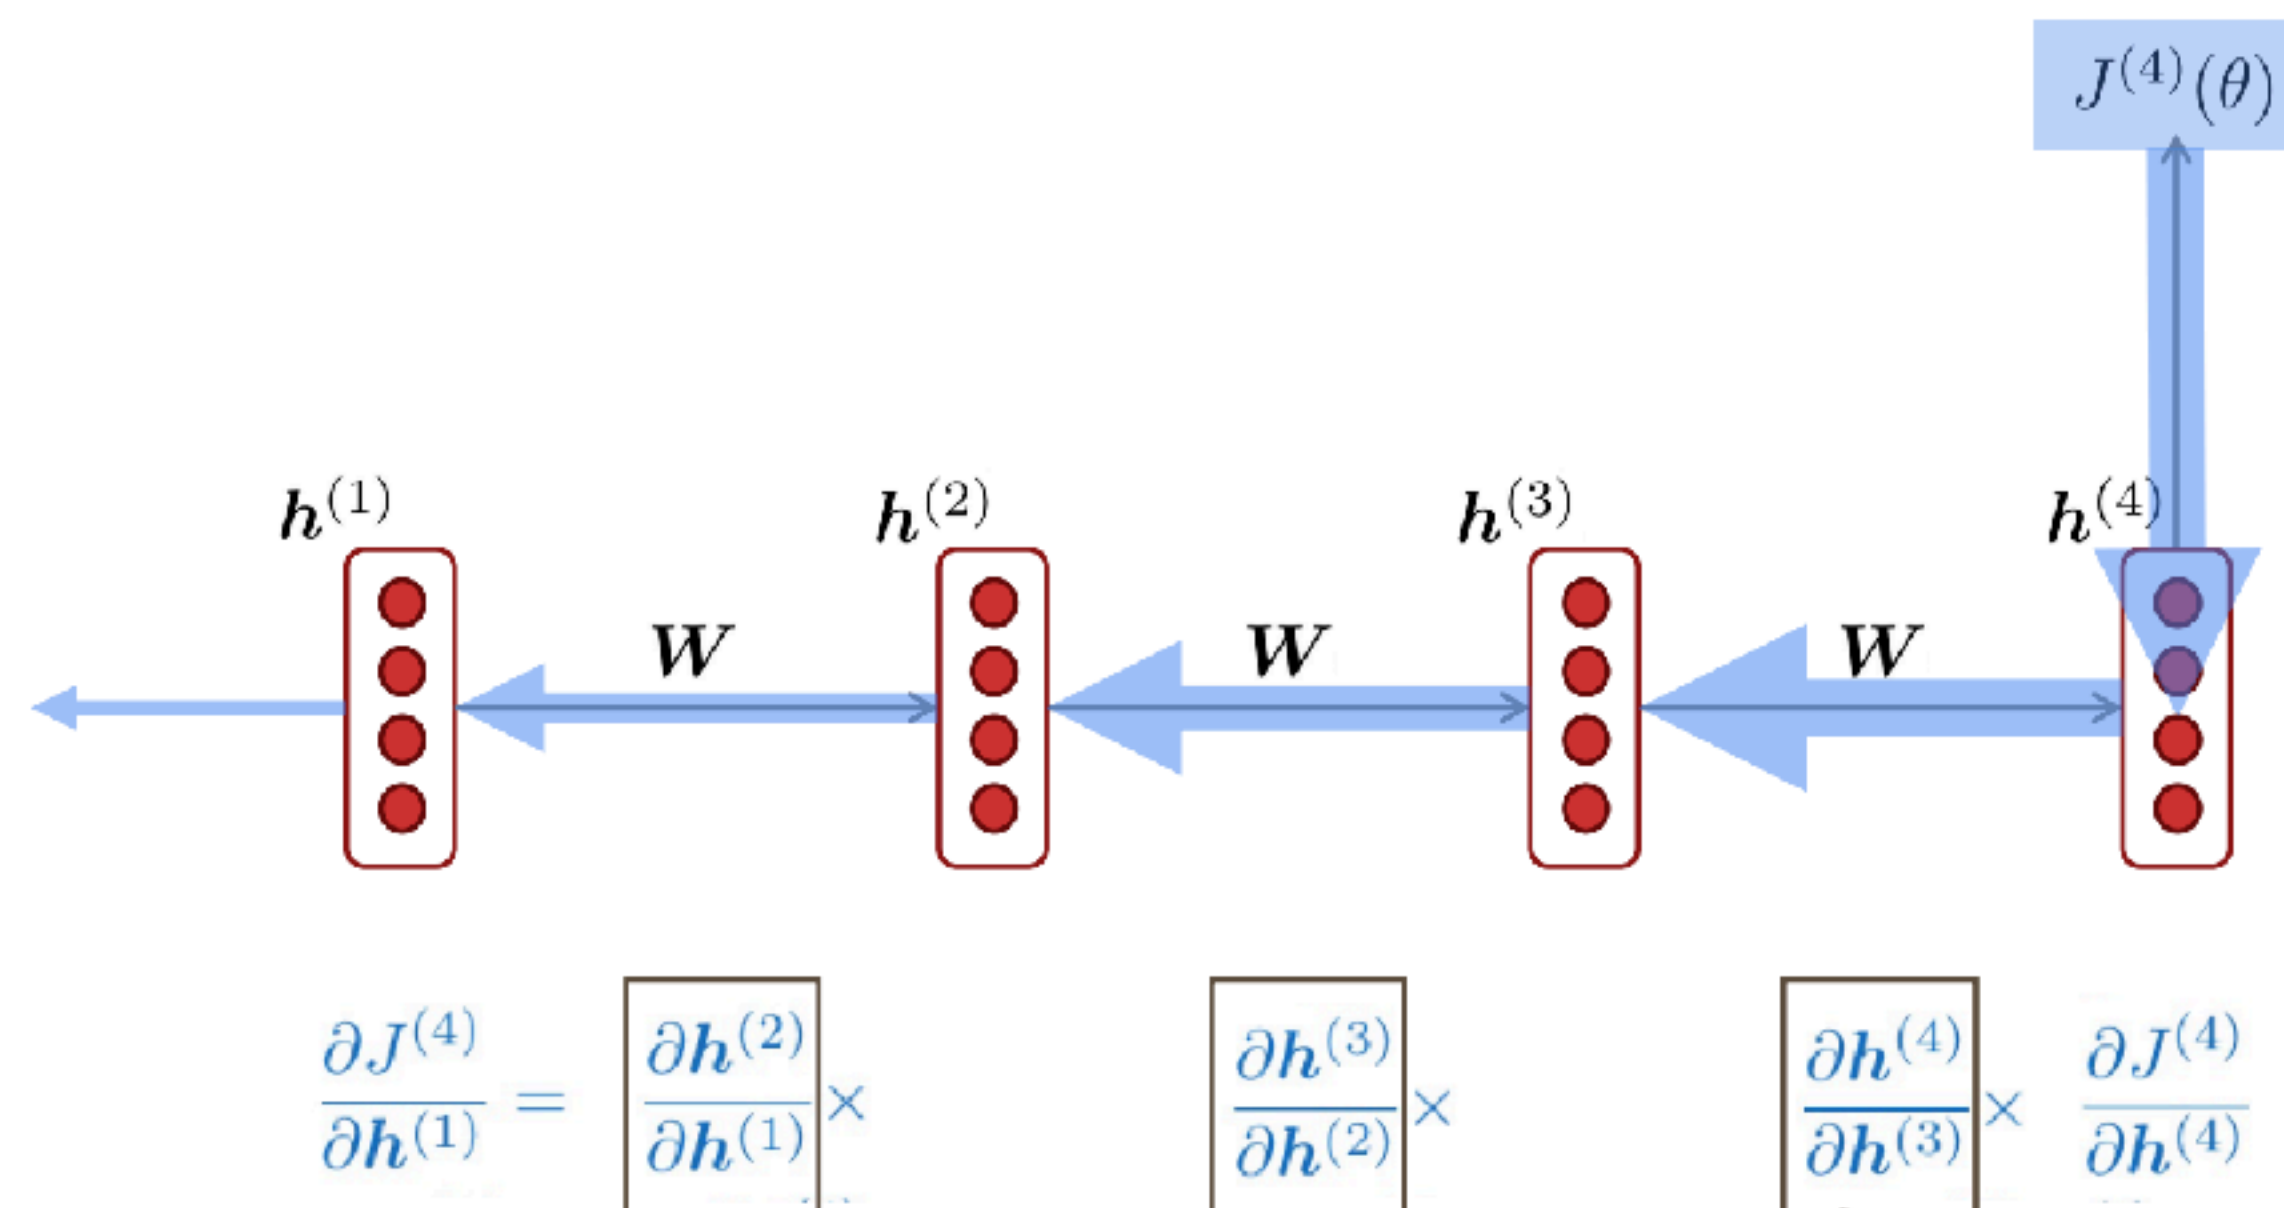 J^{(4)}(θ)
h^{(1)} h^{(2)} h^{(3)} h^{(4)}
W W W
∂J^{(4)}/∂h^{(1)} = ∂h^{(2)}/∂h^{(1)} × ∂h^{(3)}/∂h^{(2)} × ∂h^{(4)}/∂h^{(3)} × ∂J^{(4)}/∂h^{(4)}